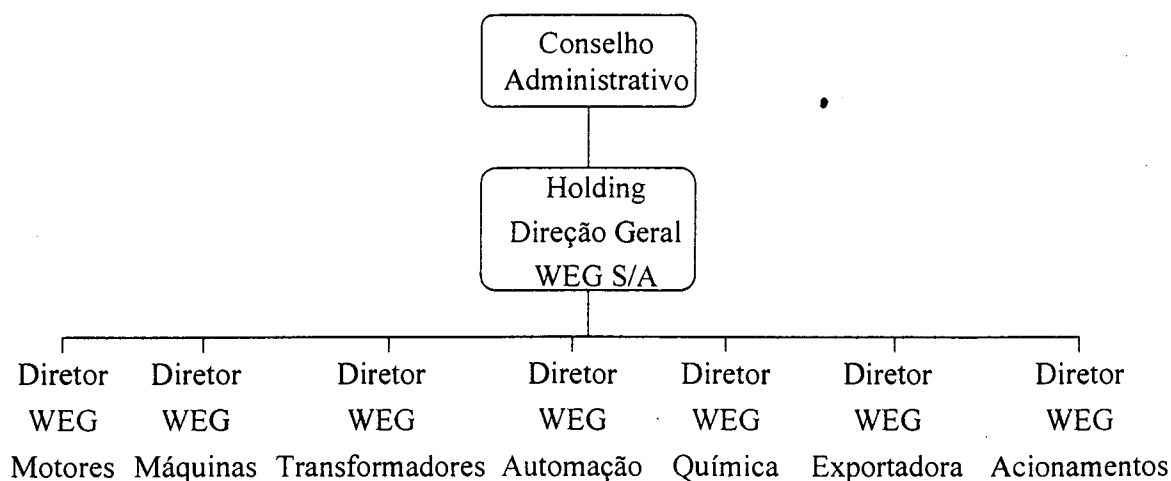 Conselho
Administrativo
Holding
Direção Geral
WEG S/A
Diretor Diretor Diretor Diretor Diretor Diretor Diretor
WEG WEG WEG WEG WEG WEG WEG
Motores Máquinas Transformadores Automação Química Exportadora Acionamentos